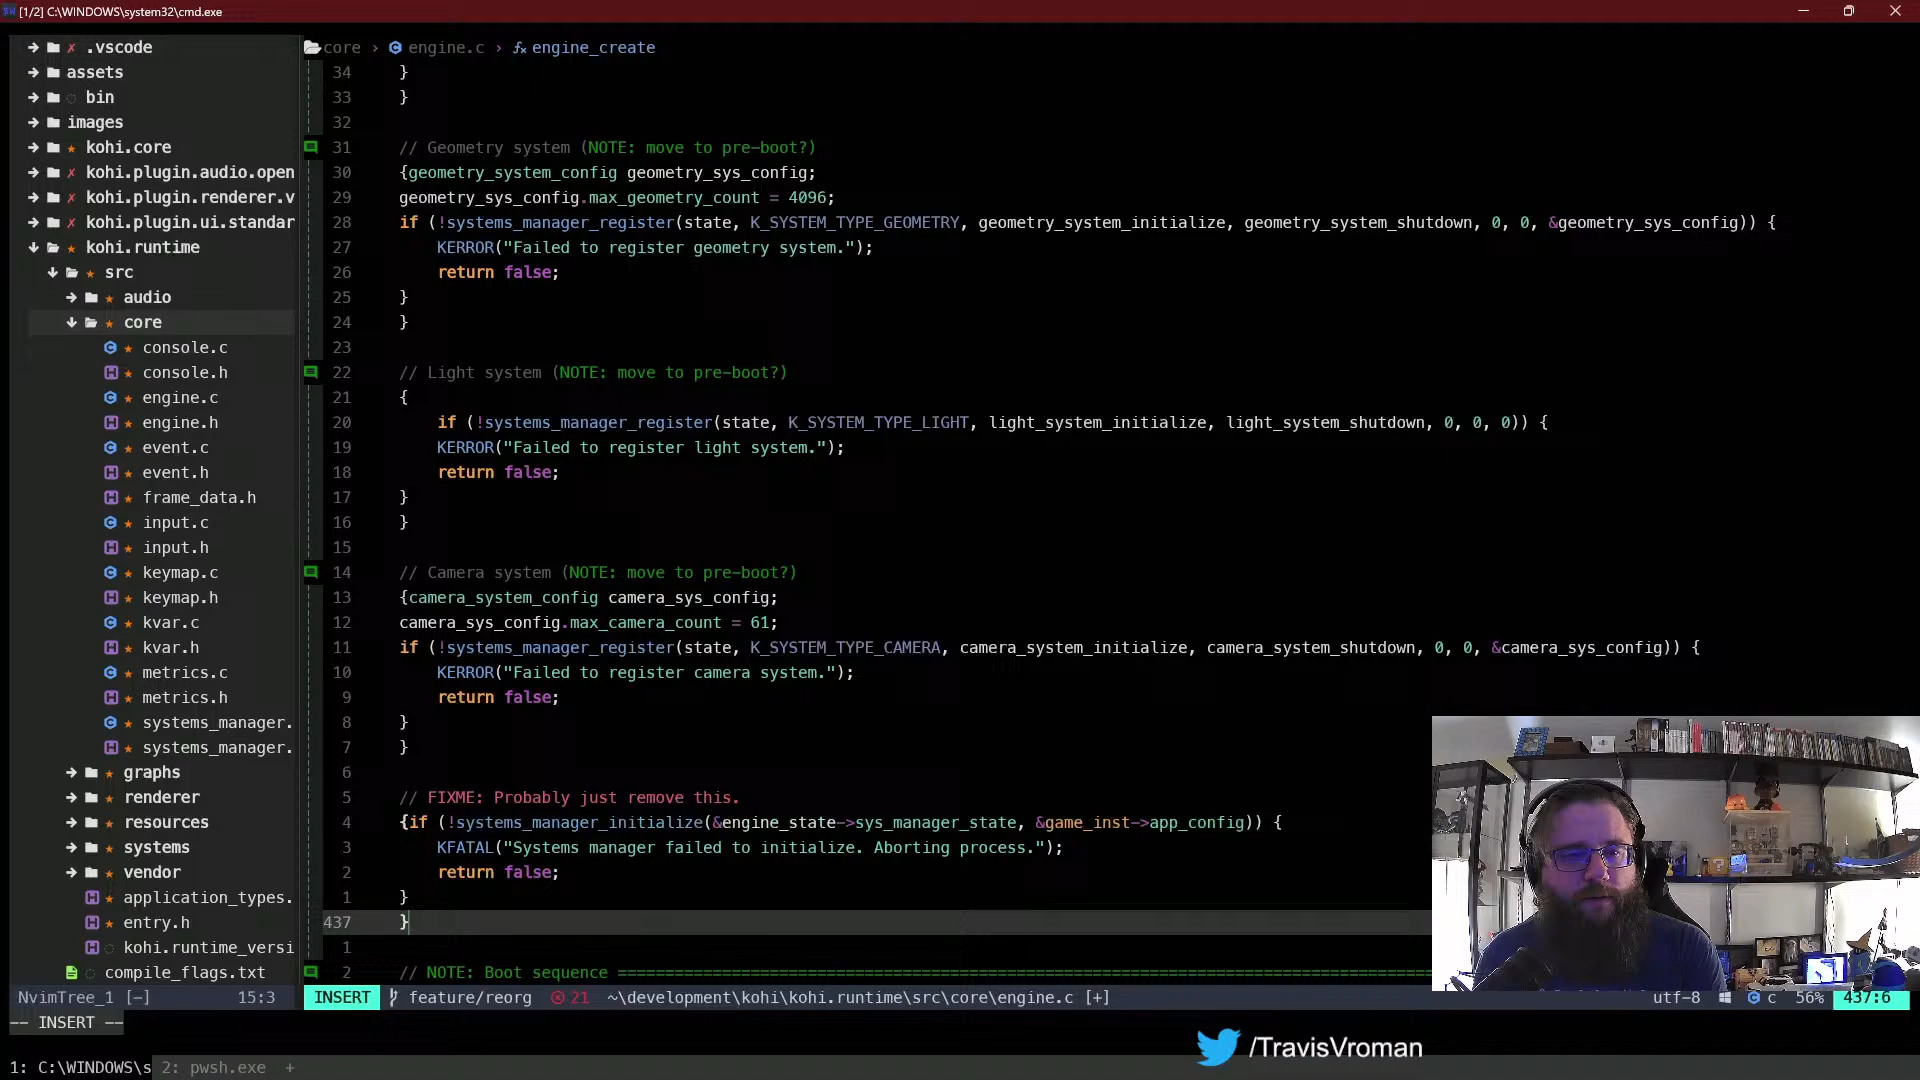 [1/2] C:\WINDOWS\system32\cmd.exe
.vscode
assets
bin
images
kohi.core
kohi.plugin.audio.open
kohi.plugin.renderer.v
kohi.plugin.ui.standar
kohi.runtime
src
audio
core
console.c
console.h
engine.c
engine.h
event.c
event.h
frame_data.h
input.c
input.h
keymap.c
keymap.h
kvar.c
kvar.h
metrics.c
metrics.h
systems_manager.
systems_manager.
graphs
renderer
resources
systems
vendor
application_types.
entry.h
kohi.runtime_versi
compile_flags.txt
NvimTree_1 [-] 15:3
core › engine.c › engine_create
34 }
33 }
32
31 // Geometry system (NOTE: move to pre-boot?)
30 {geometry_system_config geometry_sys_config;
29 geometry_sys_config.max_geometry_count = 4096;
28 if (!systems_manager_register(state, K_SYSTEM_TYPE_GEOMETRY, geometry_system_initialize, geometry_system_shutdown, 0, 0, &geometry_sys_config)) {
27 KERROR("Failed to register geometry system.");
26 return false;
25 }
24 }
23
22 // Light system (NOTE: move to pre-boot?)
21 {
20 if (!systems_manager_register(state, K_SYSTEM_TYPE_LIGHT, light_system_initialize, light_system_shutdown, 0, 0, 0)) {
19 KERROR("Failed to register light system.");
18 return false;
17 }
16 }
15
14 // Camera system (NOTE: move to pre-boot?)
13 {camera_system_config camera_sys_config;
12 camera_sys_config.max_camera_count = 61;
11 if (!systems_manager_register(state, K_SYSTEM_TYPE_CAMERA, camera_system_initialize, camera_system_shutdown, 0, 0, &camera_sys_config)) {
10 KERROR("Failed to register camera system.");
9 return false;
8 }
7 }
6
5 // FIXME: Probably just remove this.
4 {if (!systems_manager_initialize(&engine_state->sys_manager_state, &game_inst->app_config)) {
3 KFATAL("Systems manager failed to initialize. Aborting process.");
2 return false;
1 }
437 }
1
2 // NOTE: Boot sequence =====================================================================================
INSERT feature/reorg 21 ~\development\kohi\kohi.runtime\src\core\engine.c [+] utf-8 c 56% 437:6
-- INSERT --
/TravisVroman
1: C:\WINDOWS\s 2: pwsh.exe +